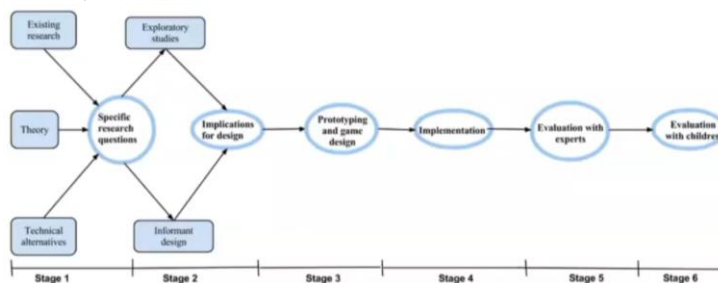 Existing
research
Exploratory
studies
Theory
Specific
research
questions
Implications
for design
Prototyping
and game
design
Implementation
Evaluation with
experts
Evaluation
with children
Technical
alternatives
Informant
design
Stage 1
Stage 2
Stage 3
Stage 4
Stage 5
Stage 6